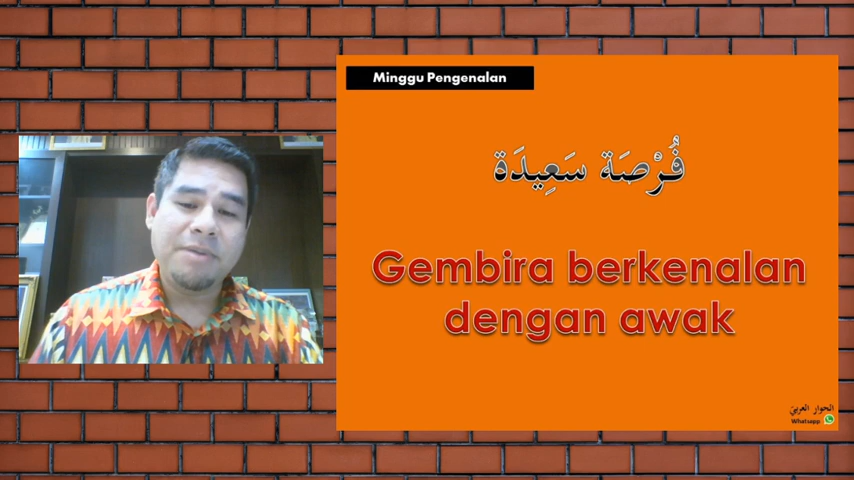 Minggu Pengenalan
فُرْصَة سَعِيدَة
Gembira berkenalan
dengan awak
الحوار العربي
Whatsapp